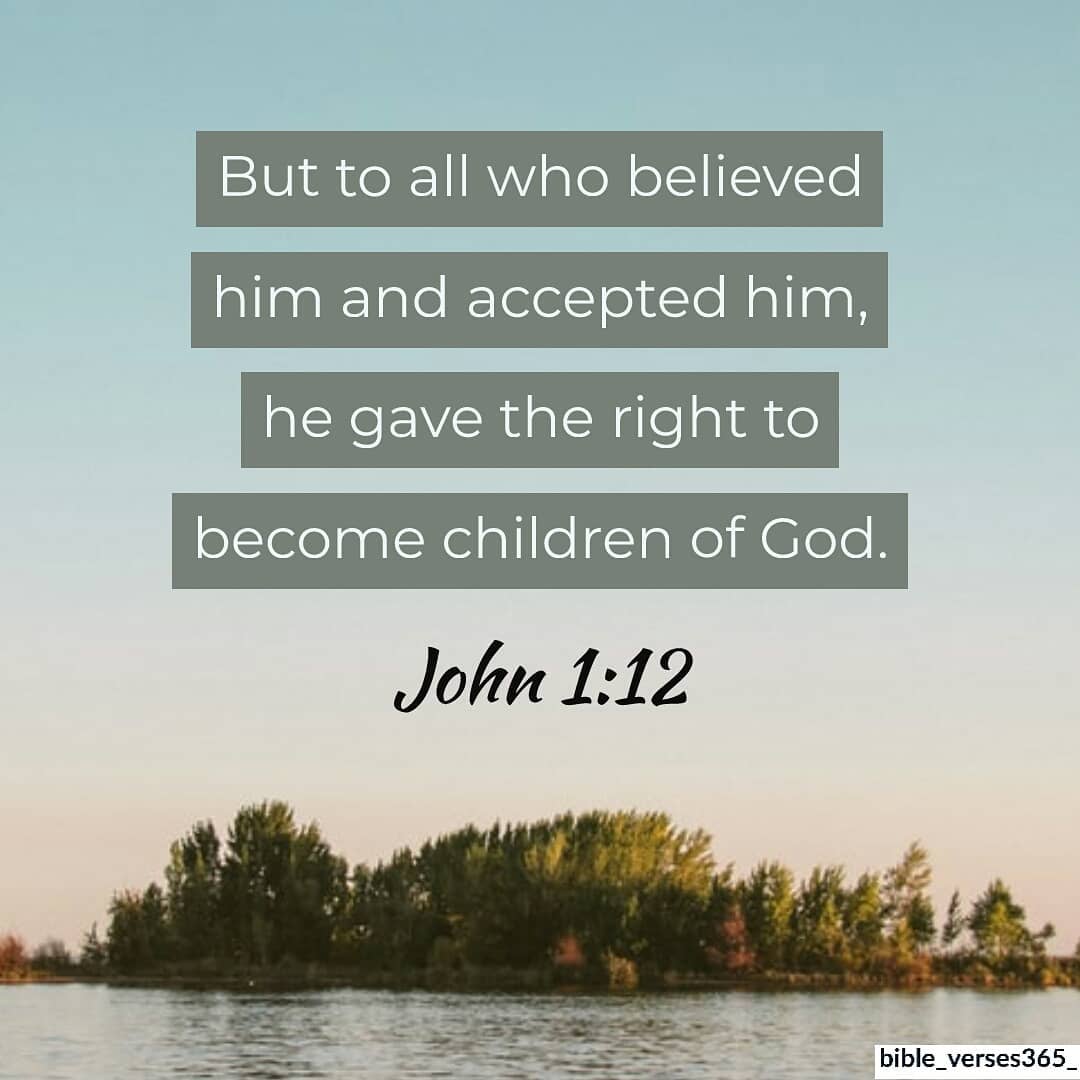 But to all who believed
him and accepted him,
he gave the right to
become children of God.
John 1:12
bible_verses365_